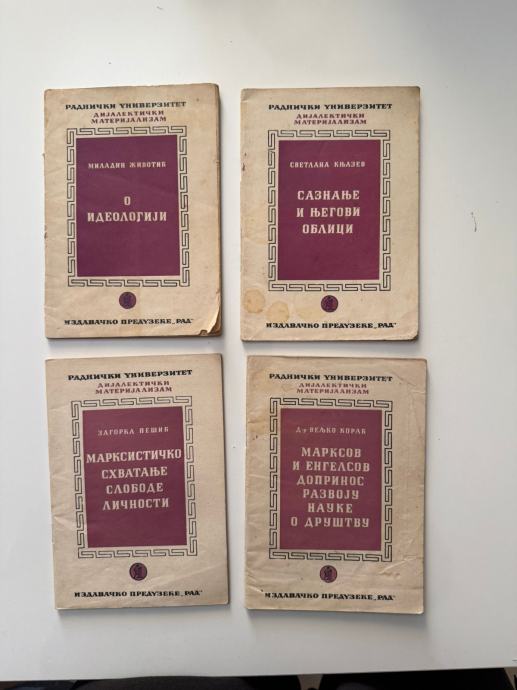 РАДНИЧКИ УНИВЕРЗИТЕТ
ДИЈАЛЕКТИЧКИ
МАТЕРИЈАЛИЗАМ
МИЛАДИН ЖИВОТИЋ
О
ИДЕОЛОГИЈИ
ИЗДАВАЧКО ПРЕДУЗЕЋЕ „РАД”
РАДНИЧКИ УНИВЕРЗИТЕТ
ДИЈАЛЕКТИЧКИ
МАТЕРИЈАЛИЗАМ
СВЕТЛАНА КЊАЗЕВ
САЗНАЊЕ
И ЊЕГОВИ
ОБЛИЦИ
ИЗДАВАЧКО ПРЕДУЗЕЋЕ „РАД”
РАДНИЧКИ УНИВЕРЗИТЕТ
ДИЈАЛЕКТИЧКИ
МАТЕРИЈАЛИЗАМ
ЗАГОРКА ПЕШИЋ
МАРКСИСТИЧКО
СХВАТАЊЕ
СЛОБОДЕ
ЛИЧНОСТИ
ИЗДАВАЧКО ПРЕДУЗЕЋЕ „РАД”
РАДНИЧКИ УНИВЕРЗИТЕТ
ДИЈАЛЕКТИЧКИ
МАТЕРИЈАЛИЗАМ
Д-р ВЕЉКО КОРАЋ
МАРКСОВ
И ЕНГЕЛСОВ
ДОПРИНОС
РАЗВОЈУ
НАУКЕ
О ДРУШТВУ
ИЗДАВАЧКО ПРЕДУЗЕЋЕ „РАД”